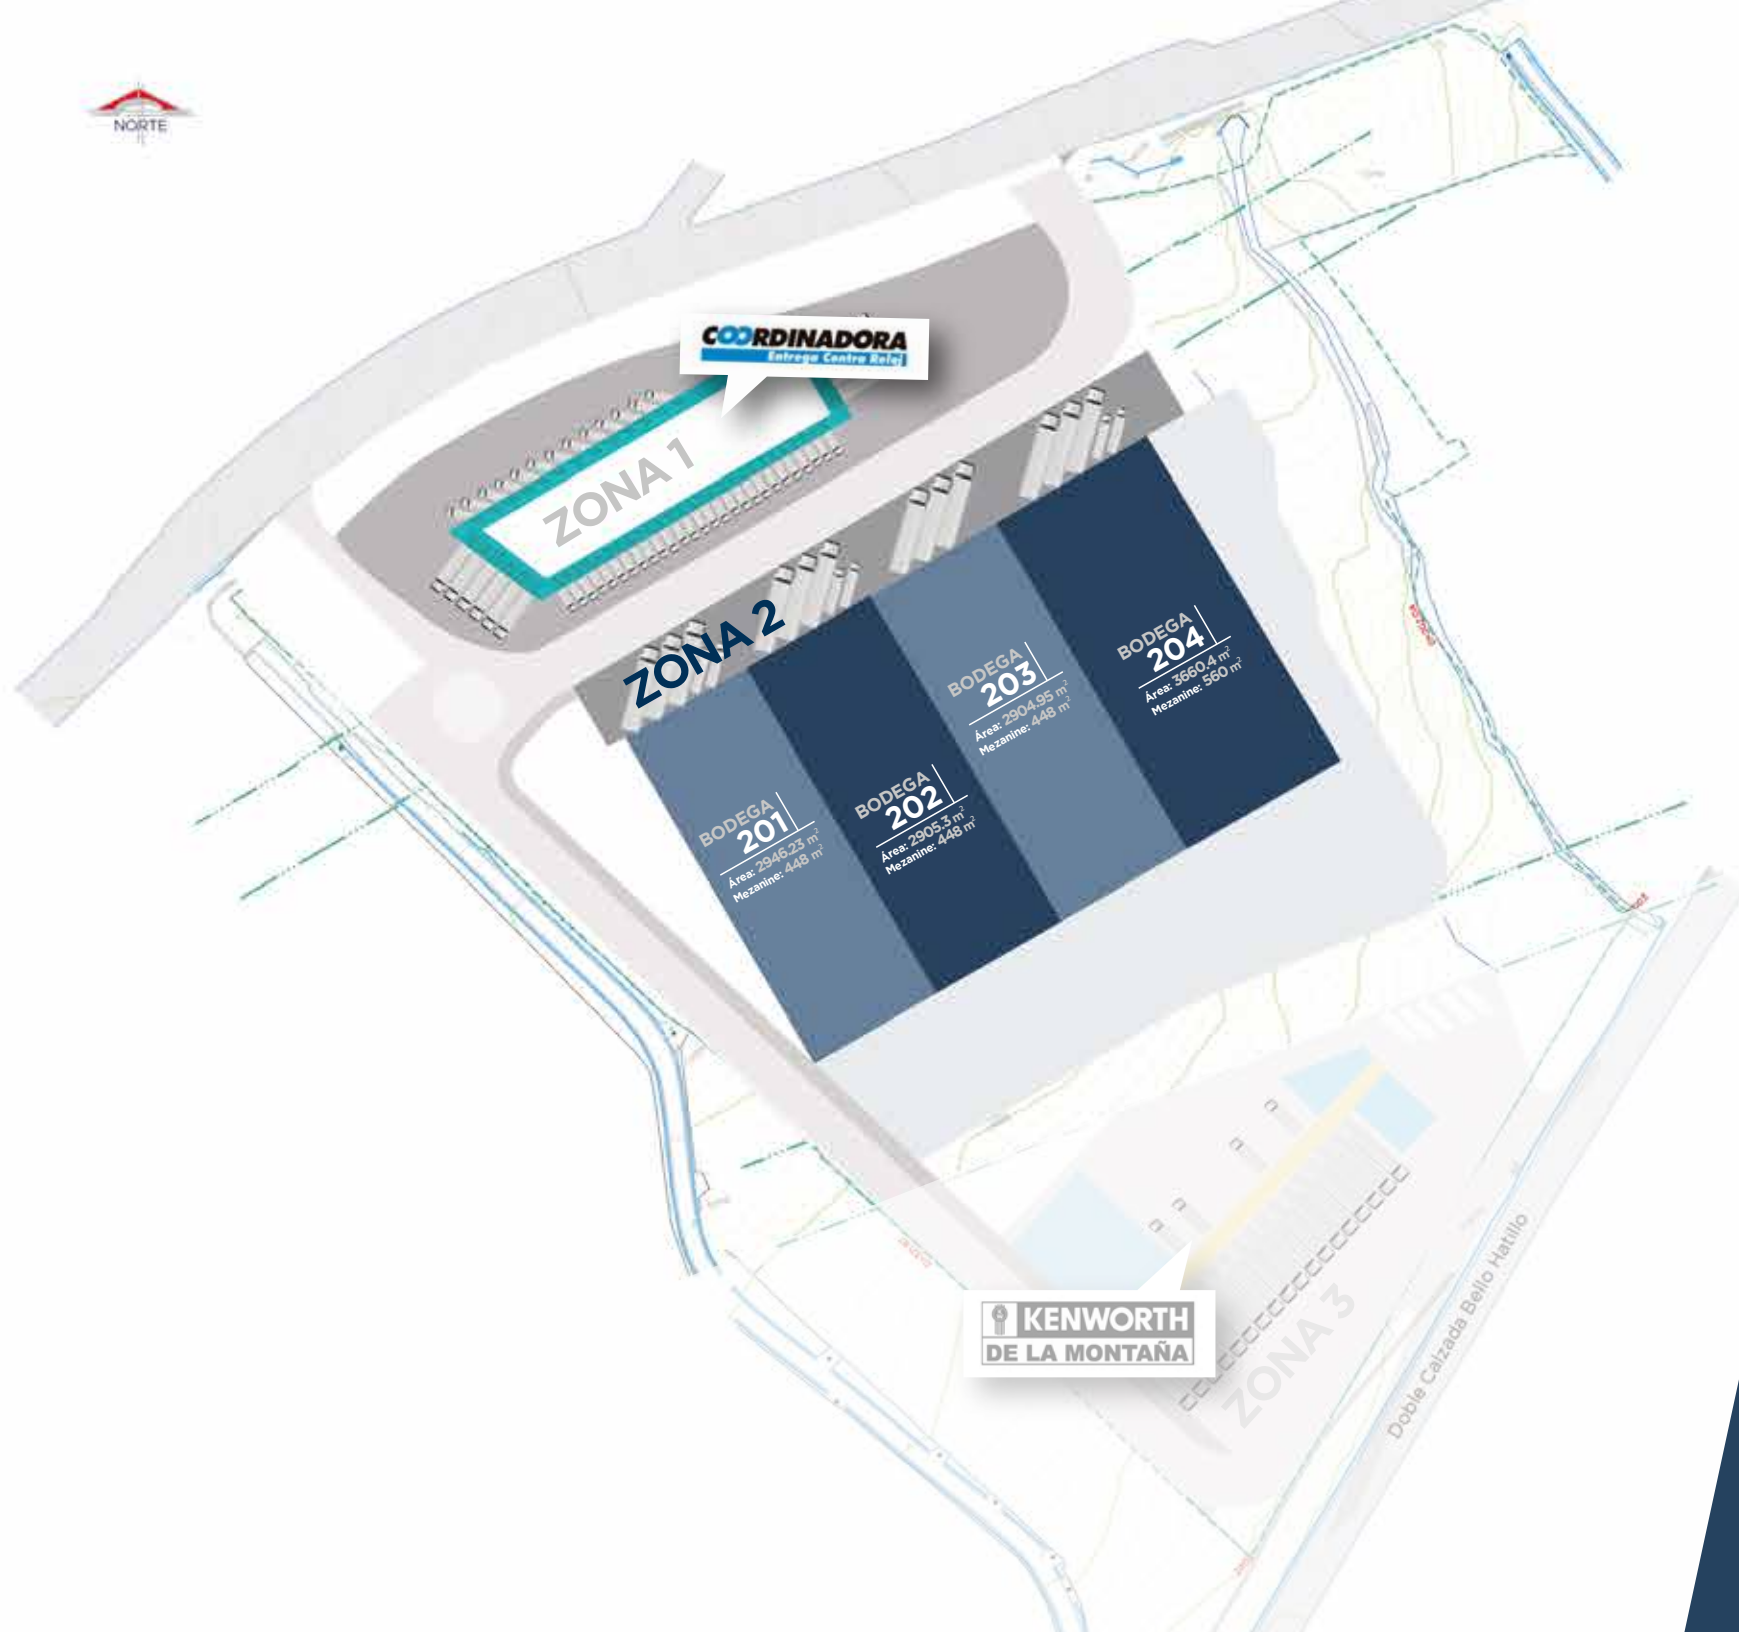 NORTE
COORDINADORA
Entrega Contra Reloj
ZONA 1
ZONA 2
BODEGA
201
Área: 2946.23 m²
Mezanine: 448 m²
BODEGA
202
Área: 2905.3 m²
Mezanine: 448 m²
BODEGA
203
Área: 2904.95 m²
Mezanine: 448 m²
BODEGA
204
Área: 3660.4 m²
Mezanine: 560 m²
KENWORTH
DE LA MONTAÑA
ZONA 3
Doble Calzada Bello Hatillo